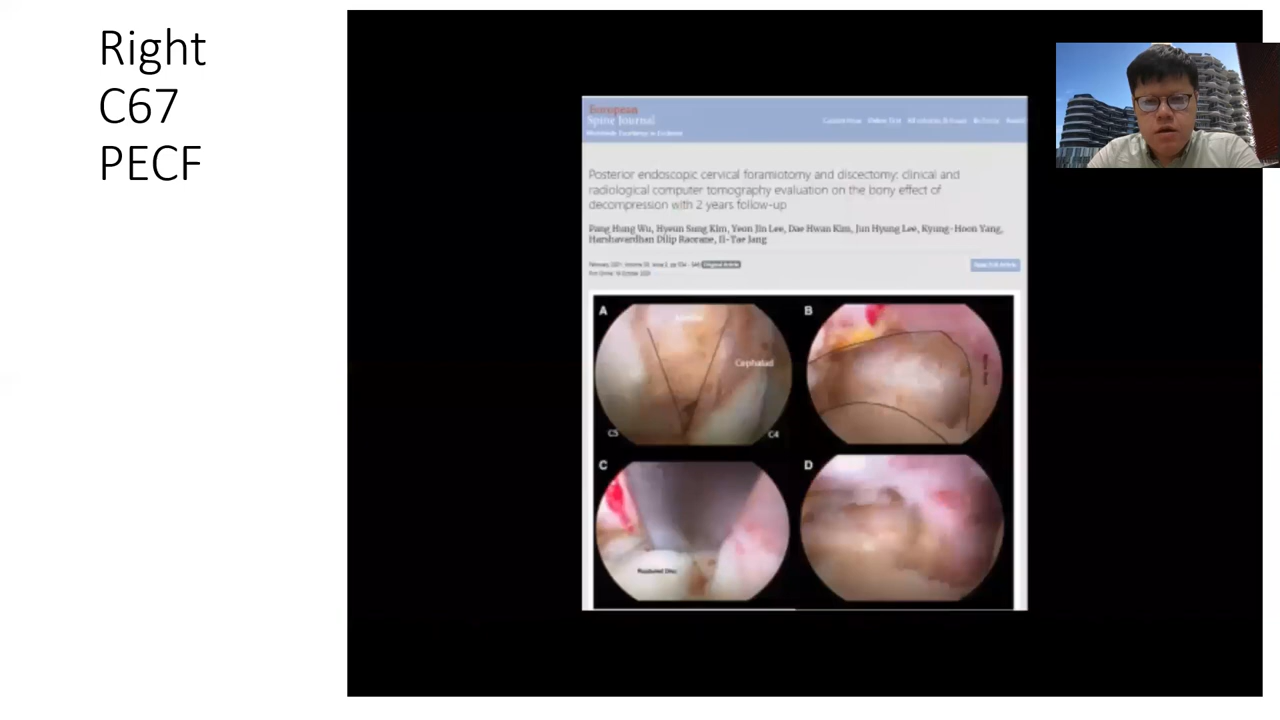 Right
C67
PECF
European
Spine Journal
Posterior endoscopic cervical foramiotomy and discectomy: clinical and
radiological computer tomography evaluation on the bony effect of
decompression with 2 years follow-up
Pang Hung Wu, Hyeun Sung Kim, Yeon Jin Lee, Dae Hwan Kim, Jun Hyung Lee, Kyung-Hoon Yang,
Harshavardhan Dilip Raorane, Il-Tae Jang
Original Article
A
B
Cephalad
C5
C4
C
D
Ruptured Disc